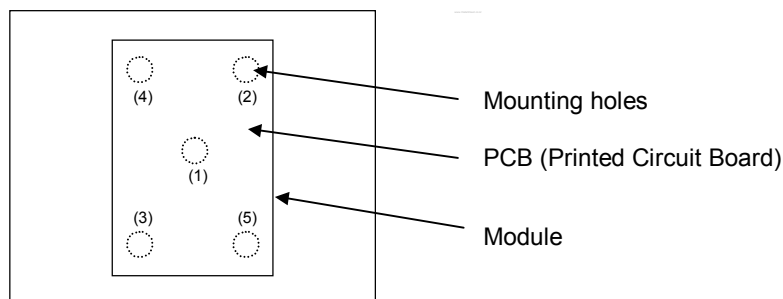 (4)
(2)
Mounting holes
PCB (Printed Circuit Board)
(1)
(3)
(5)
Module